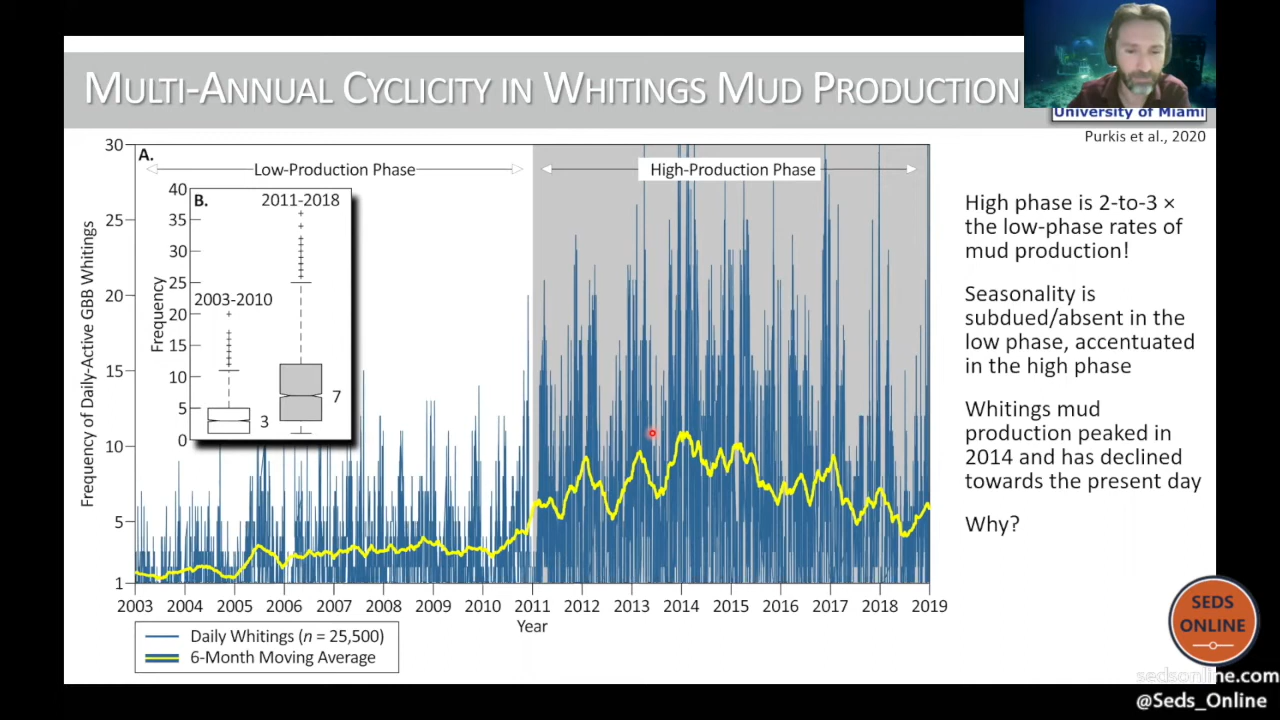 MULTI-ANNUAL CYCLICITY IN WHITINGS MUD PRODUCTION
University of Miami
Purkis et al., 2020
A.
Low-Production Phase
High-Production Phase
Frequency of Daily-Active GBB Whitings
30
25
20
15
10
5
1
B.
2011-2018
2003-2010
Frequency
40
35
30
25
20
15
10
5
0
3
7
2003 2004 2005 2006 2007 2008 2009 2010 2011 2012 2013 2014 2015 2016 2017 2018 2019
Year
Daily Whitings (n = 25,500)
6-Month Moving Average
High phase is 2-to-3 ×
the low-phase rates of
mud production!
Seasonality is
subdued/absent in the
low phase, accentuated
in the high phase
Whitings mud
production peaked in
2014 and has declined
towards the present day
Why?
SEDS
ONLINE
sedsonline.com
@Seds_Online